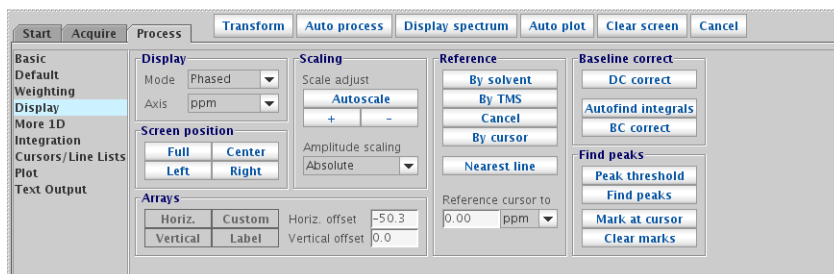 Start Acquire Process Transform Auto process Display spectrum Auto plot Clear screen Cancel
Basic
Default
Weighting
Display
More 1D
Integration
Cursors/Line Lists
Plot
Text Output
Display
Mode Phased
Axis ppm
Screen position
Full Center
Left Right
Scaling
Scale adjust
Autoscale
+ -
Amplitude scaling
Absolute
Arrays
Horiz. Custom Horiz. offset -50.3
Vertical Label Vertical offset 0.0
Reference
By solvent
By TMS
Cancel
By cursor
Nearest line
Reference cursor to
0.00 ppm
Baseline correct
DC correct
Autofind integrals
BC correct
Find peaks
Peak threshold
Find peaks
Mark at cursor
Clear marks